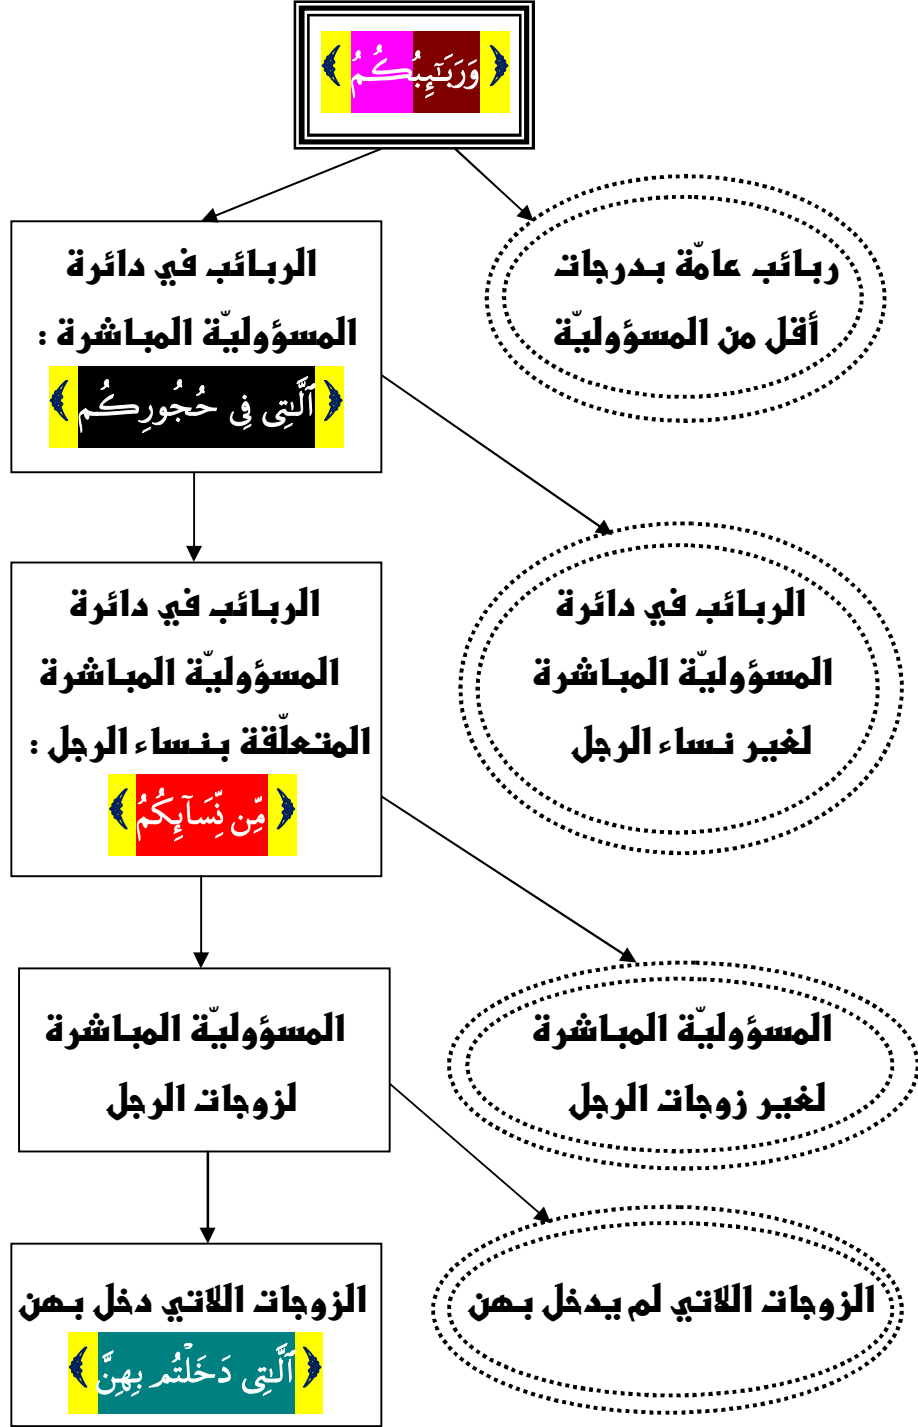 ﴿ وَرَبَـٰٓئِبُكُمُ ﴾
ربائب عامّة بدرجات
أقل من المسؤوليّة
الربائب في دائرة
المسؤوليّة المباشرة :
﴿ ٱلَّـٰتِى فِى حُجُورِكُم ﴾
الربائب في دائرة
المسؤوليّة المباشرة
لغير نساء الرجل
الربائب في دائرة
المسؤوليّة المباشرة
المتعلّقة بنساء الرجل :
﴿ مِّن نِّسَآئِكُمُ ﴾
المسؤوليّة المباشرة
لغير زوجات الرجل
المسؤوليّة المباشرة
لزوجات الرجل
الزوجات اللاتي لم يدخل بهن
الزوجات اللاتي دخل بهن
﴿ ٱلَّـٰتِى دَخَلْتُم بِهِنَّ ﴾